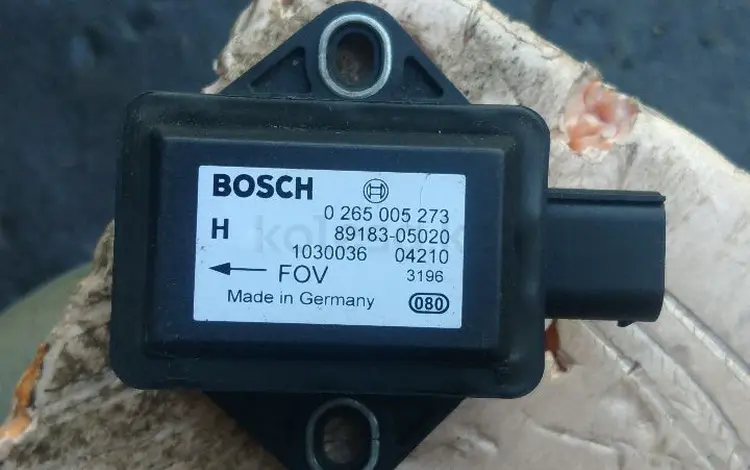 BOSCH
0 265 005 273
H 89183-05020
1030036 04210
FOV 3196
Made in Germany 080